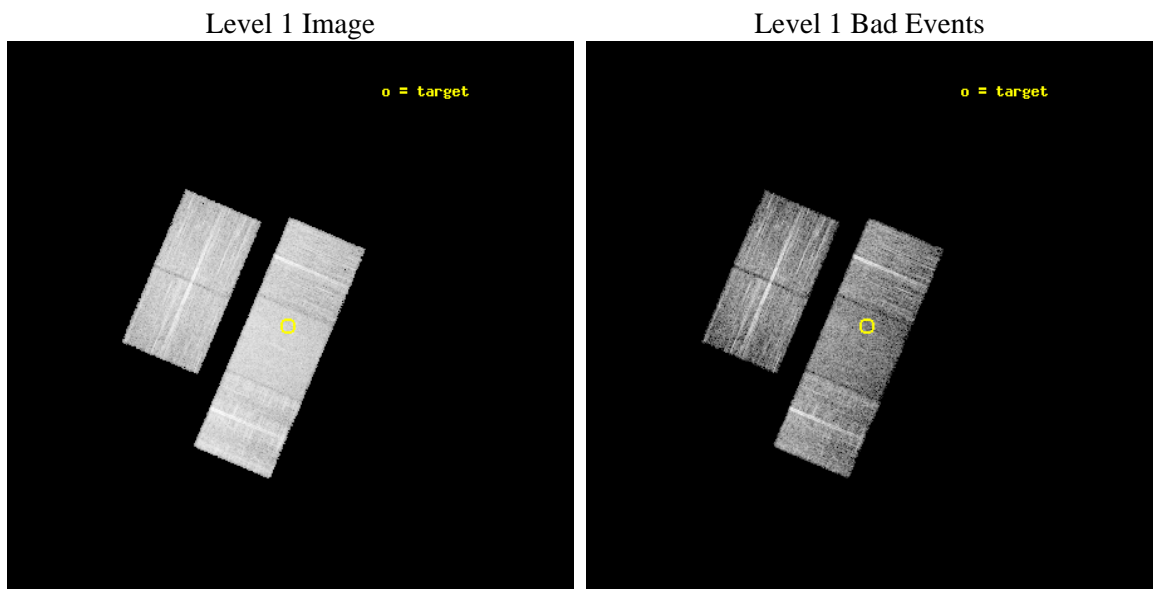 Level 1 Image
Level 1 Bad Events
o = target
o = target